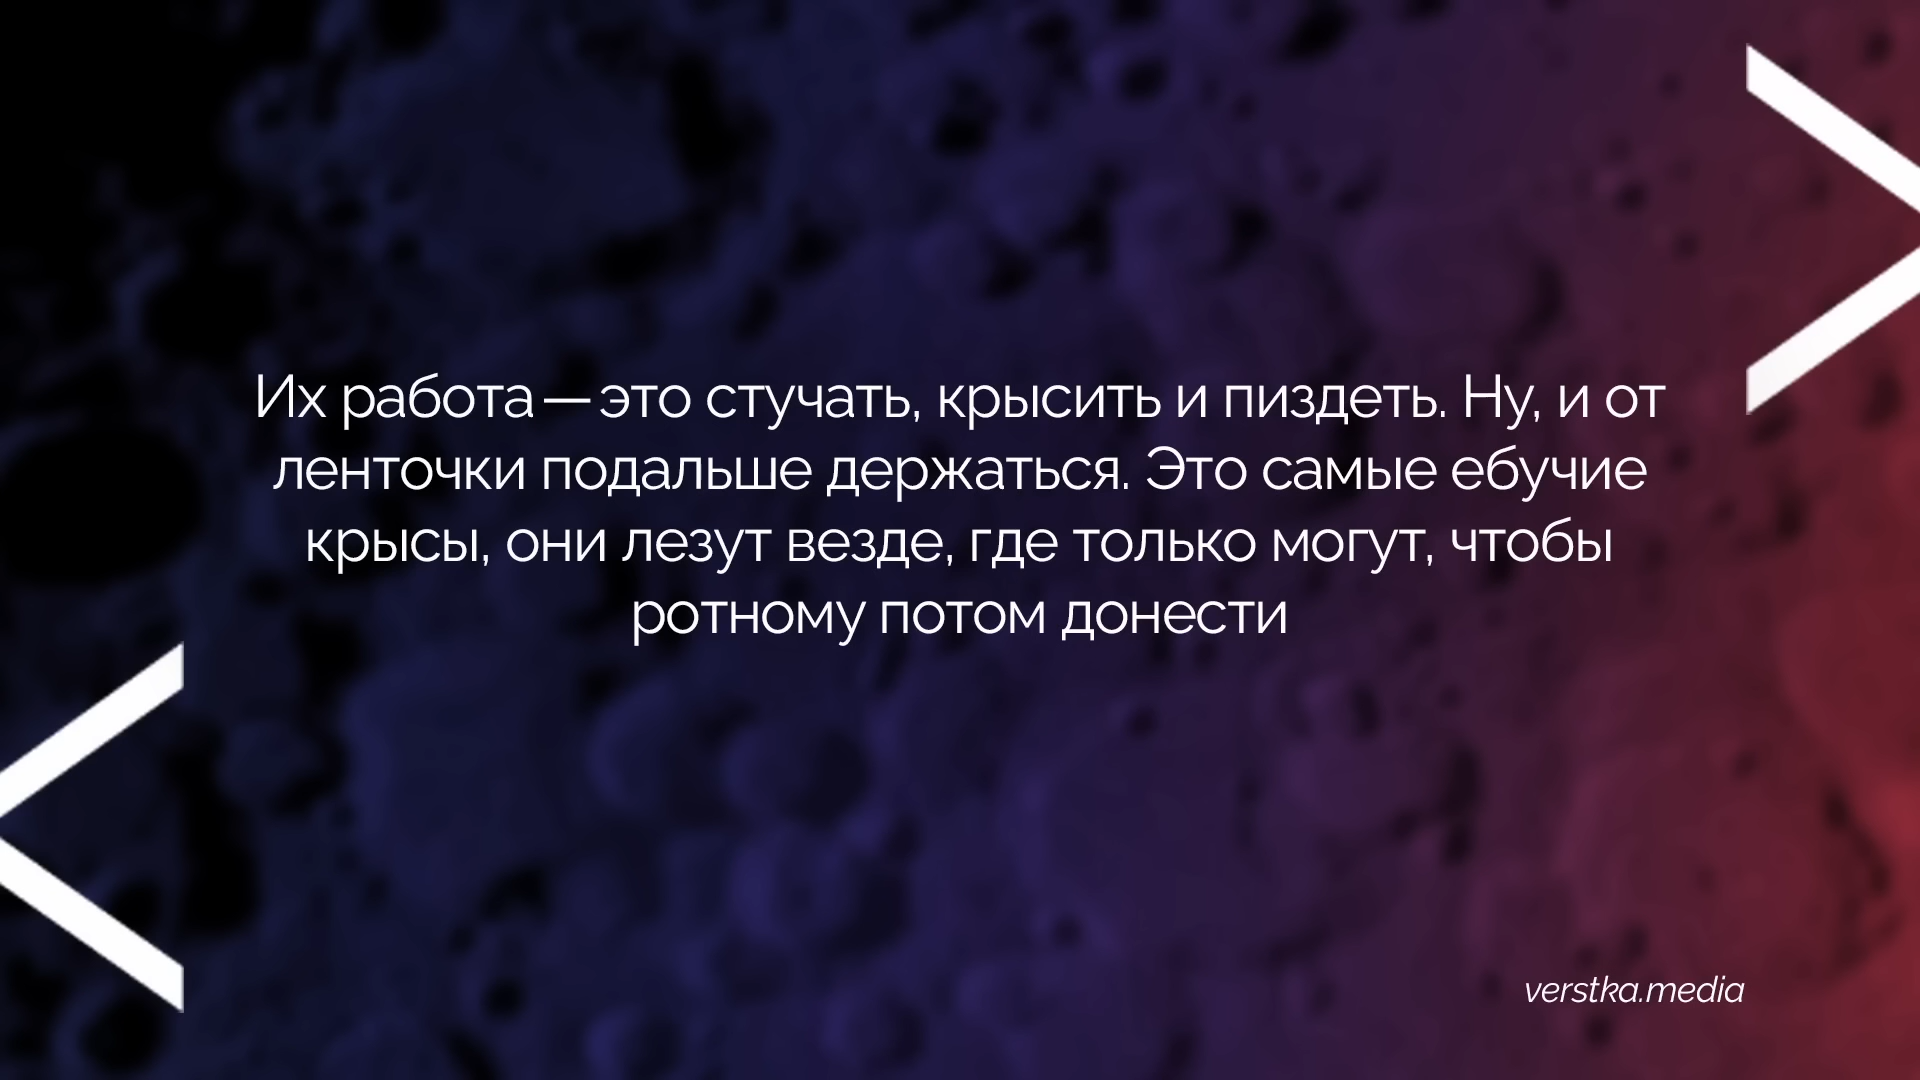 Их работа — это стучать, крысить и пиздеть. Ну, и от
ленточки подальше держаться. Это самые ебучие
крысы, они лезут везде, где только могут, чтобы
ротному потом донести
verstka.media